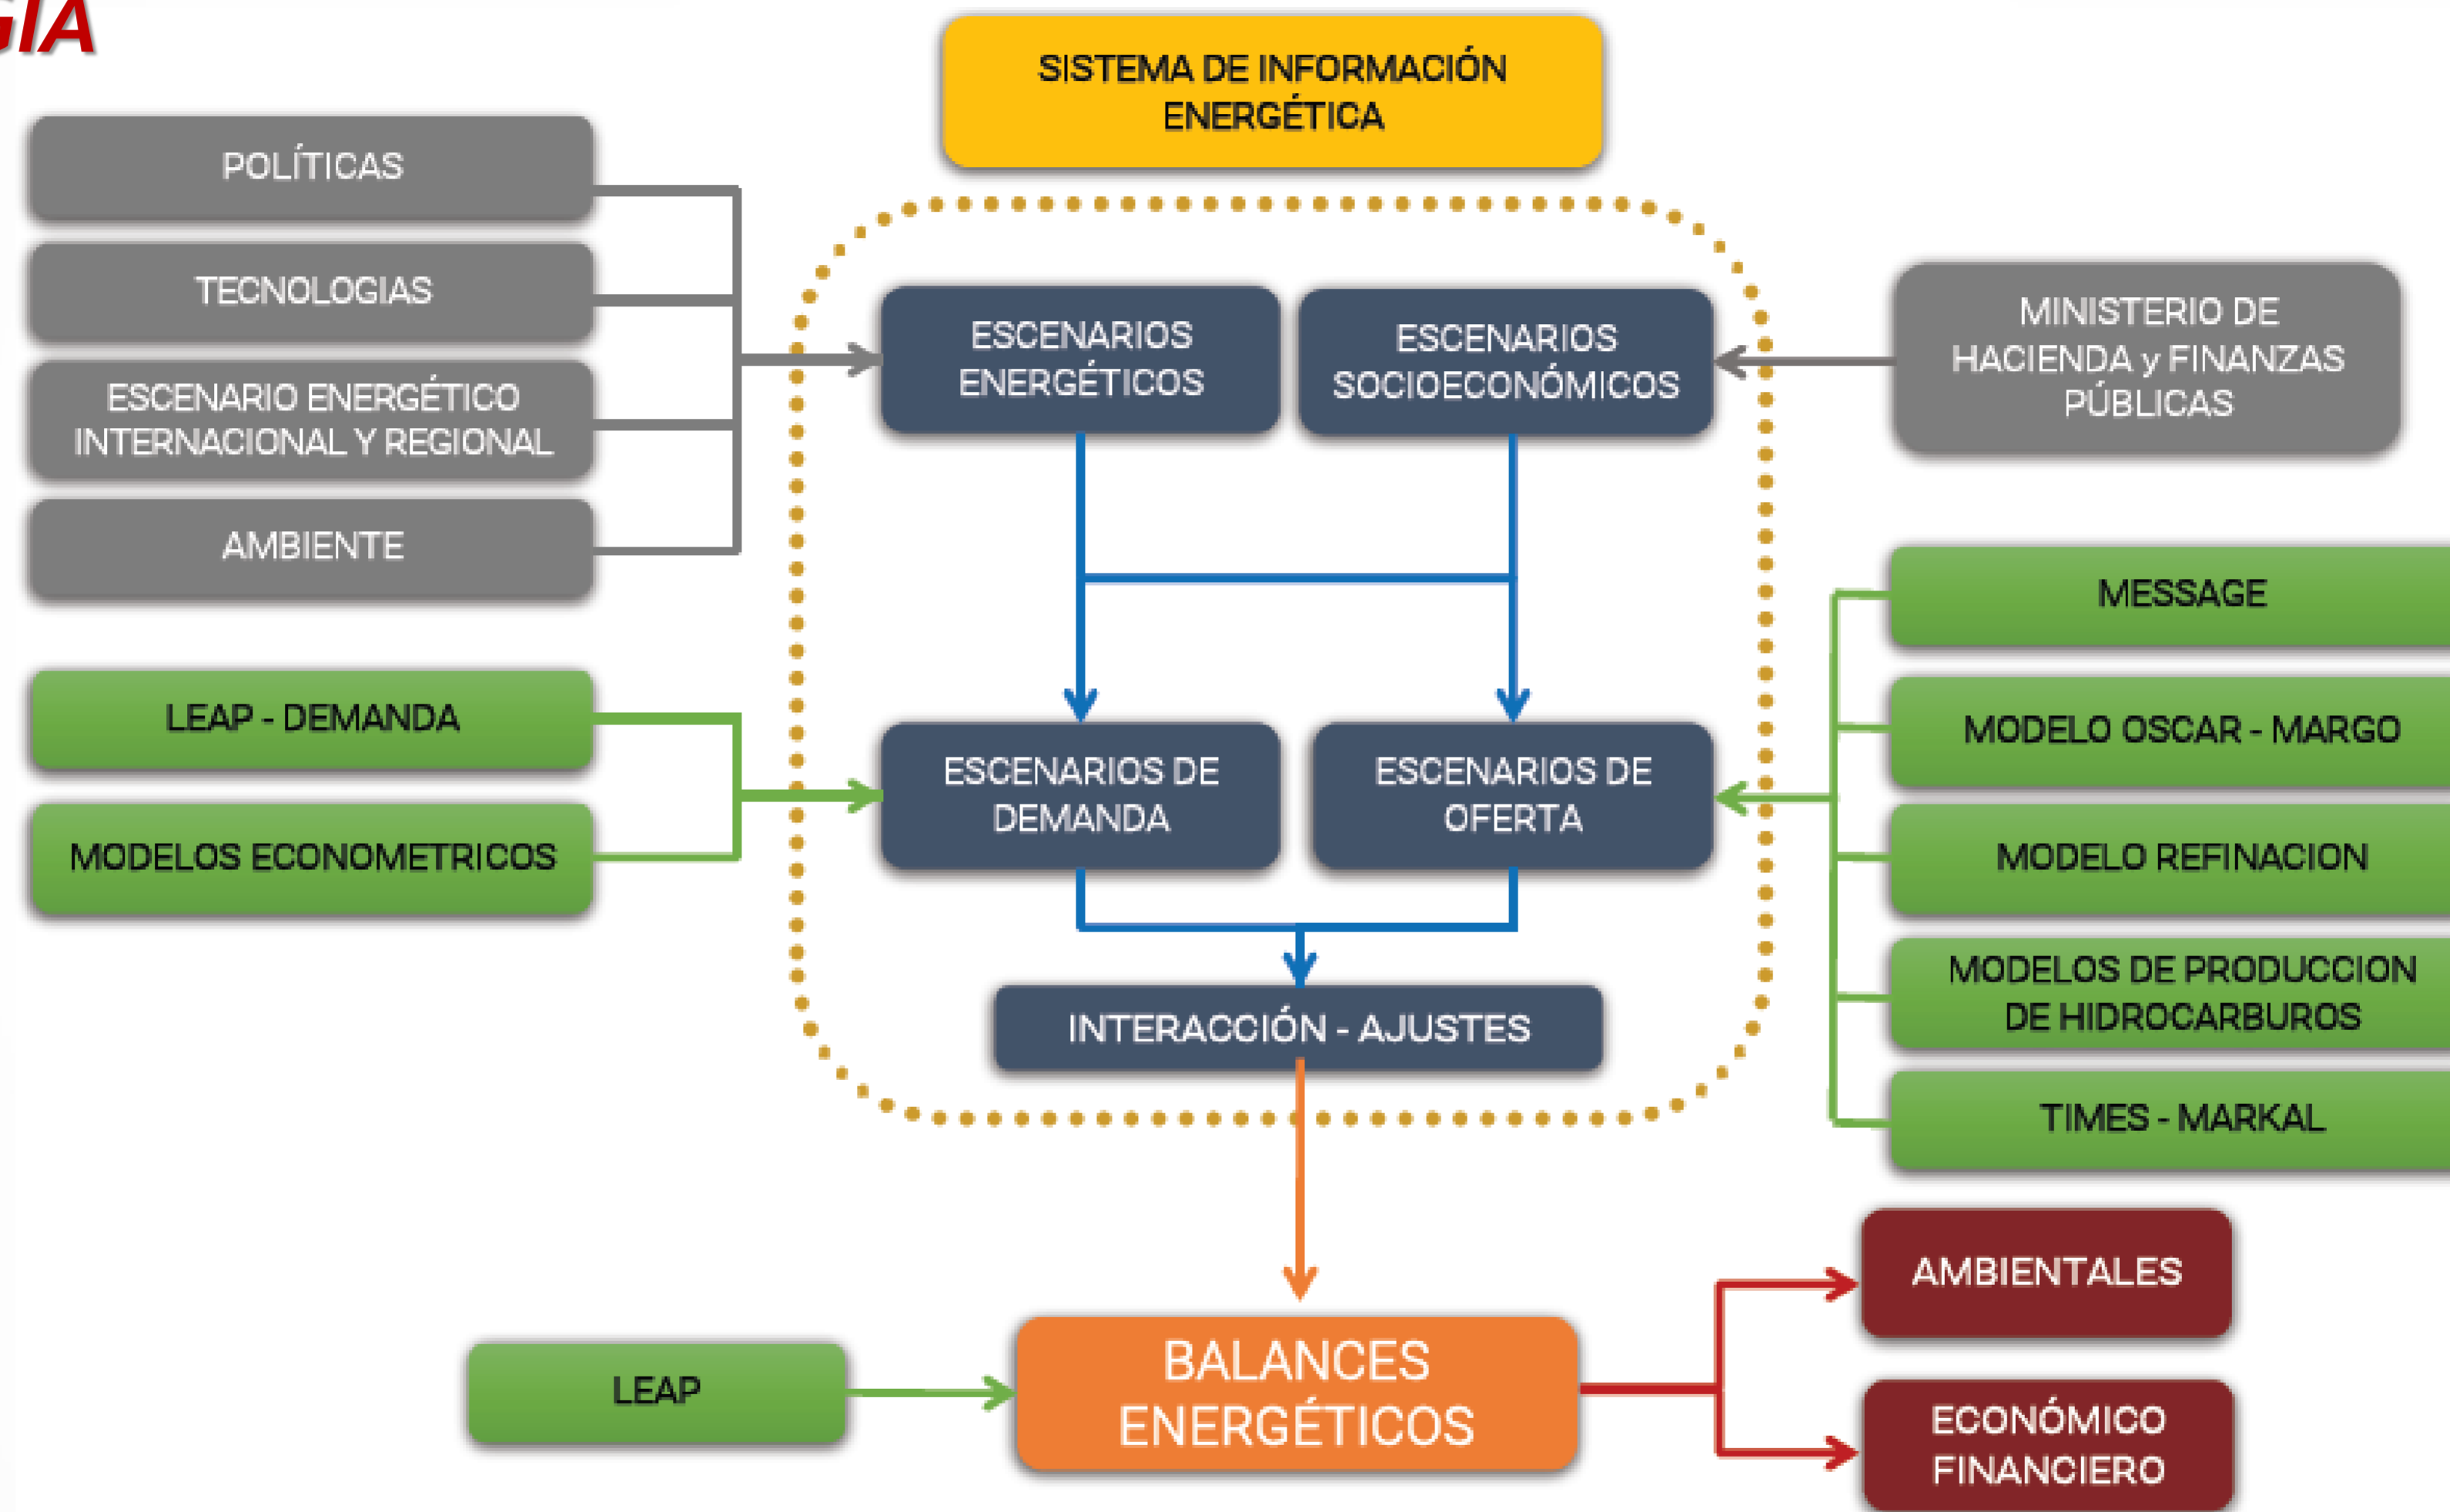 GIA
SISTEMA DE INFORMACIÓN
ENERGÉTICA
POLÍTICAS
TECNOLOGIAS
ESCENARIO ENERGÉTICO
INTERNACIONAL Y REGIONAL
AMBIENTE
ESCENARIOS
ENERGÉTICOS
ESCENARIOS
SOCIOECONÓMICOS
MINISTERIO DE
HACIENDA y FINANZAS
PÚBLICAS
LEAP - DEMANDA
MODELOS ECONOMETRICOS
ESCENARIOS DE
DEMANDA
ESCENARIOS DE
OFERTA
MESSAGE
MODELO OSCAR - MARGO
MODELO REFINACION
MODELOS DE PRODUCCION
DE HIDROCARBUROS
TIMES - MARKAL
INTERACCIÓN - AJUSTES
LEAP
BALANCES
ENERGÉTICOS
AMBIENTALES
ECONÓMICO
FINANCIERO